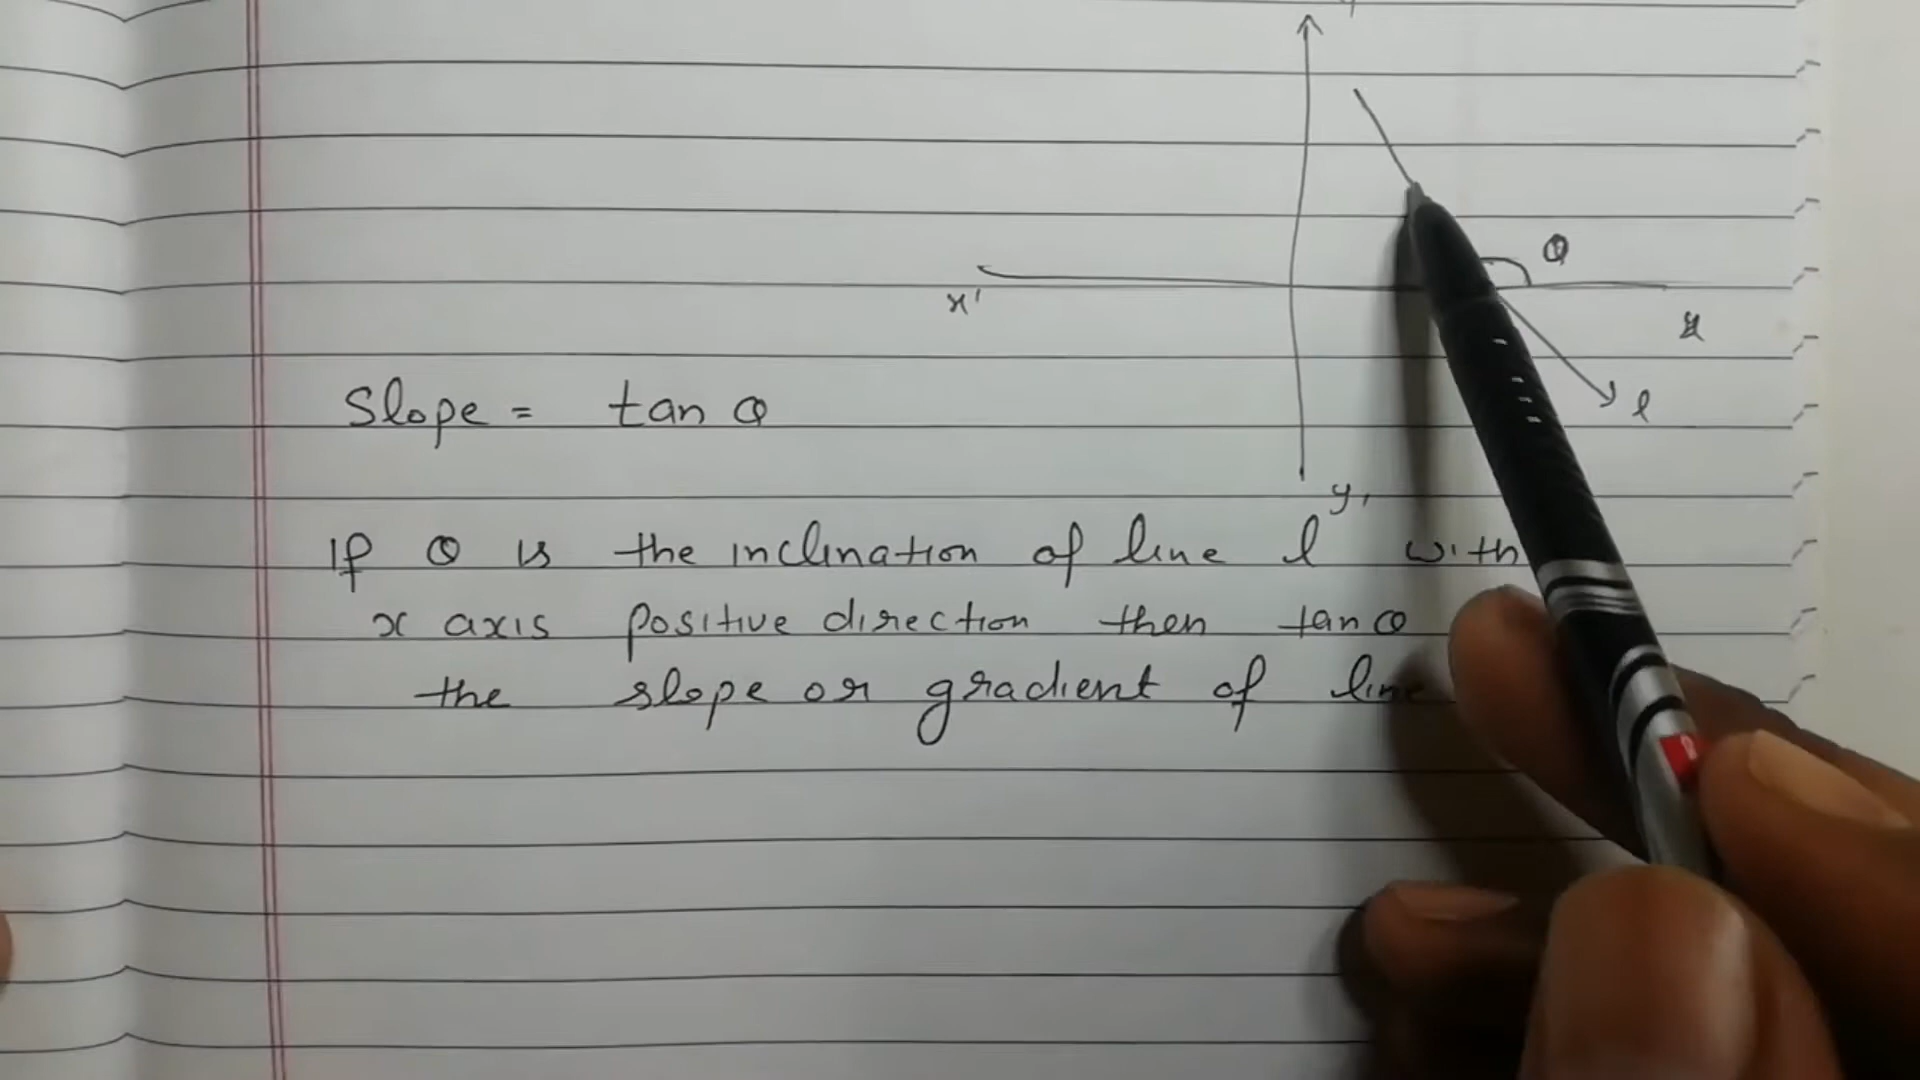 θ
x'
x
l
Slope = tan θ
y'
If θ is the inclination of line l with
x axis positive direction then tan θ
the slope or gradient of line